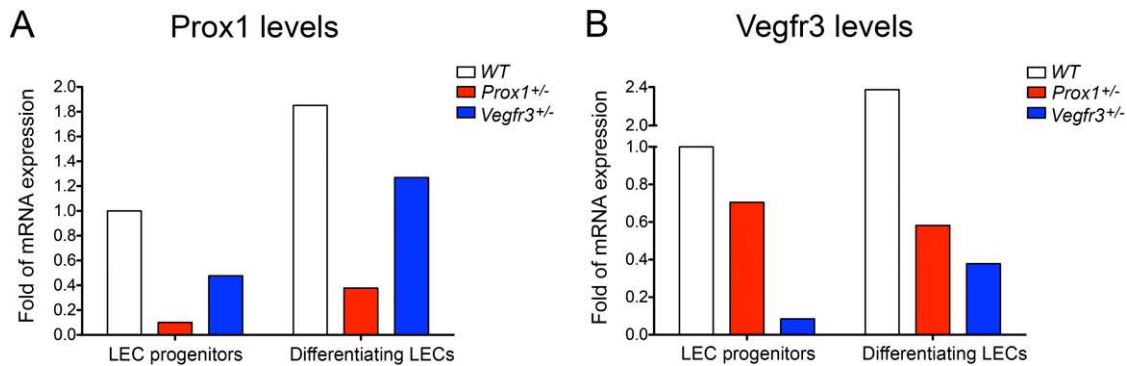 A
Prox1 levels
WT
Prox1+/-
Vegfr3+/-
Fold of mRNA expression
2.0
1.8
1.6
1.2
1.4
1.0
0.6
0.8
0.4
0.2
0.0
LEC progenitors
Differentiating LECs
B
Vegfr3 levels
WT
Prox1+/-
Vegfr3+/-
Fold of mRNA expression
2.4
2.0
1.0
0.8
0.6
0.4
0.2
0.0
LEC progenitors
Differentiating LECs